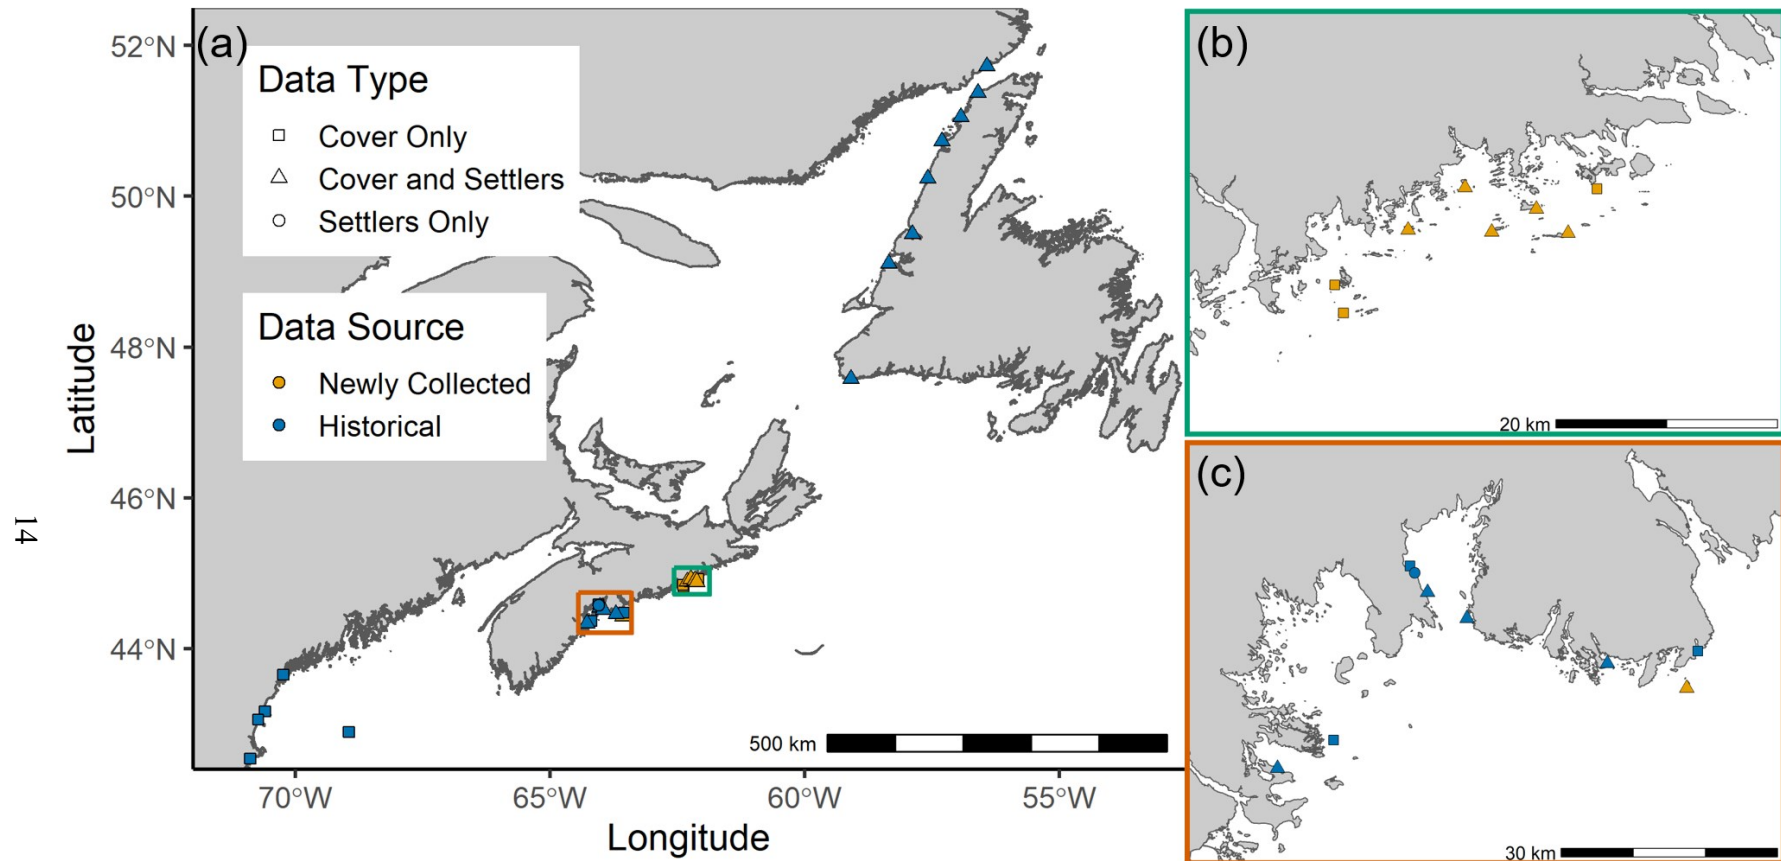 (a)
52°N
50°N
48°N
46°N
44°N
Latitude
Data Type
Cover Only
Cover and Settlers
Settlers Only
Data Source
Newly Collected
Historical
500 km
70°W
65°W
60°W
55°W
Longitude
(b)
20 km
(c)
30 km
14